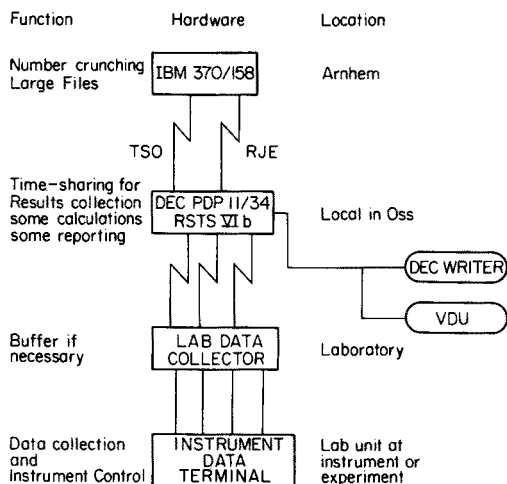 Function Hardware Location
Number crunching
Large Files
IBM 370/158
Arnhem
TSO RJE
Time-sharing for
Results collection
some calculations
some reporting
DEC PDP 11/34
RSTS VI b
Local in Oss
DEC WRITER
VDU
Buffer if
necessary
LAB DATA
COLLECTOR
Laboratory
Data collection
and
Instrument Control
INSTRUMENT
DATA
TERMINAL
Lab unit at
instrument or
experiment